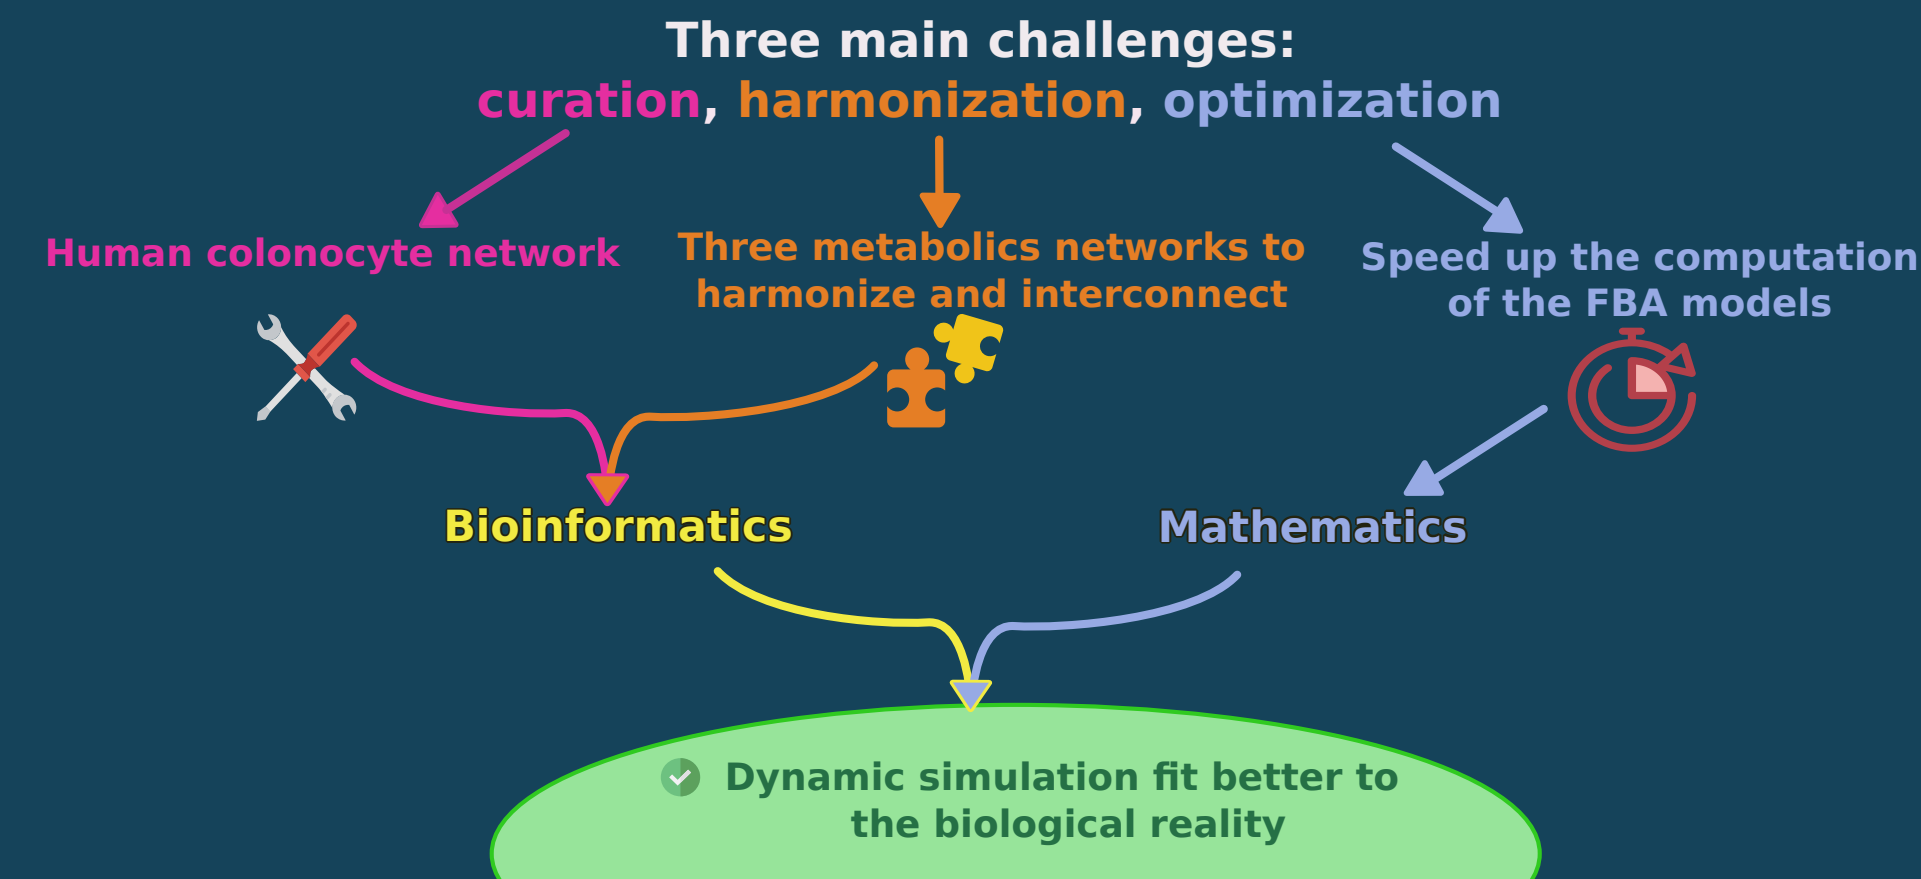 Three main challenges:
curation, harmonization, optimization
Human colonocyte network
Three metabolics networks to
harmonize and interconnect
Speed up the computation
of the FBA models
Bioinformatics
Mathematics
Dynamic simulation fit better to
the biological reality